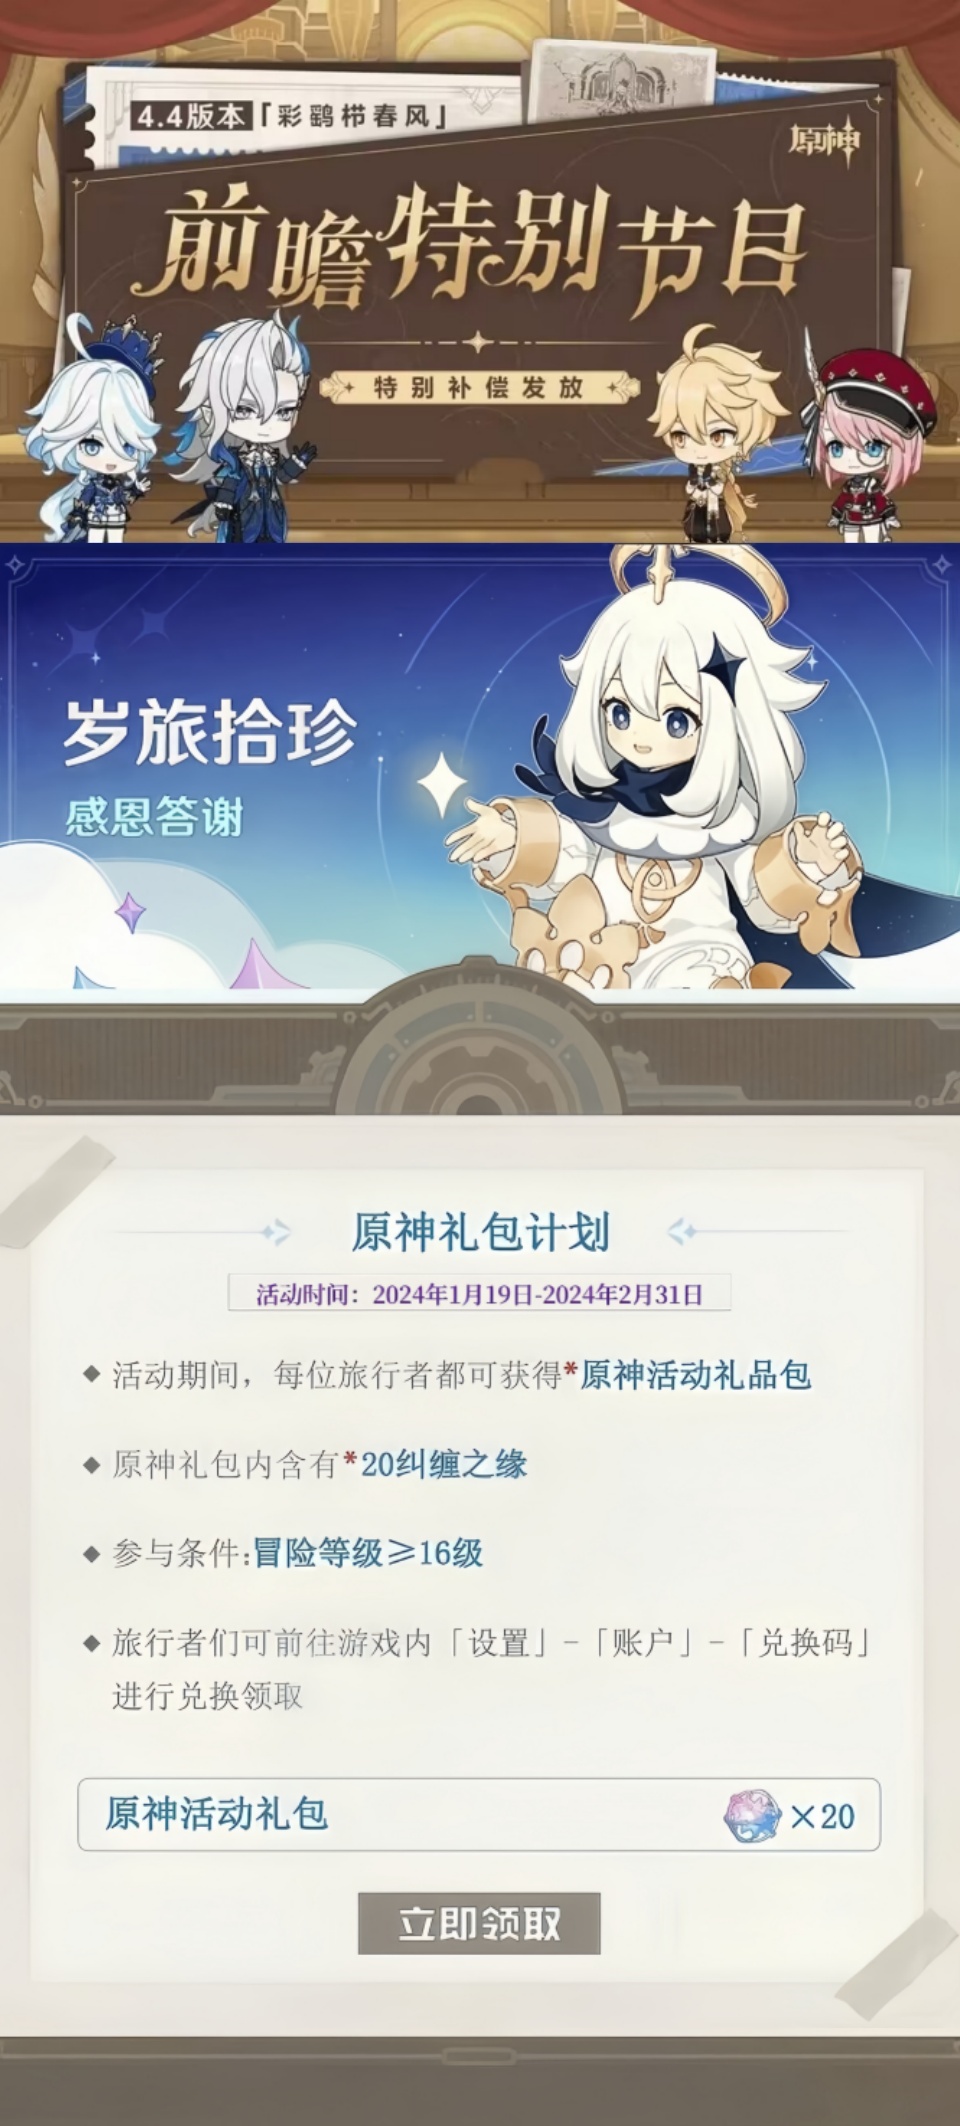 4.4版本「彩鹞栉春风」
原神
前瞻特别节目
特别补偿发放
岁旅拾珍
感恩答谢
原神礼包计划
活动时间：2024年1月19日-2024年2月31日
◆ 活动期间，每位旅行者都可获得*原神活动礼品包
◆ 原神礼包内含有*20纠缠之缘
◆ 参与条件:冒险等级≥16级
◆ 旅行者们可前往游戏内「设置」-「账户」-「兑换码」
进行兑换领取
原神活动礼包 ×20
立即领取